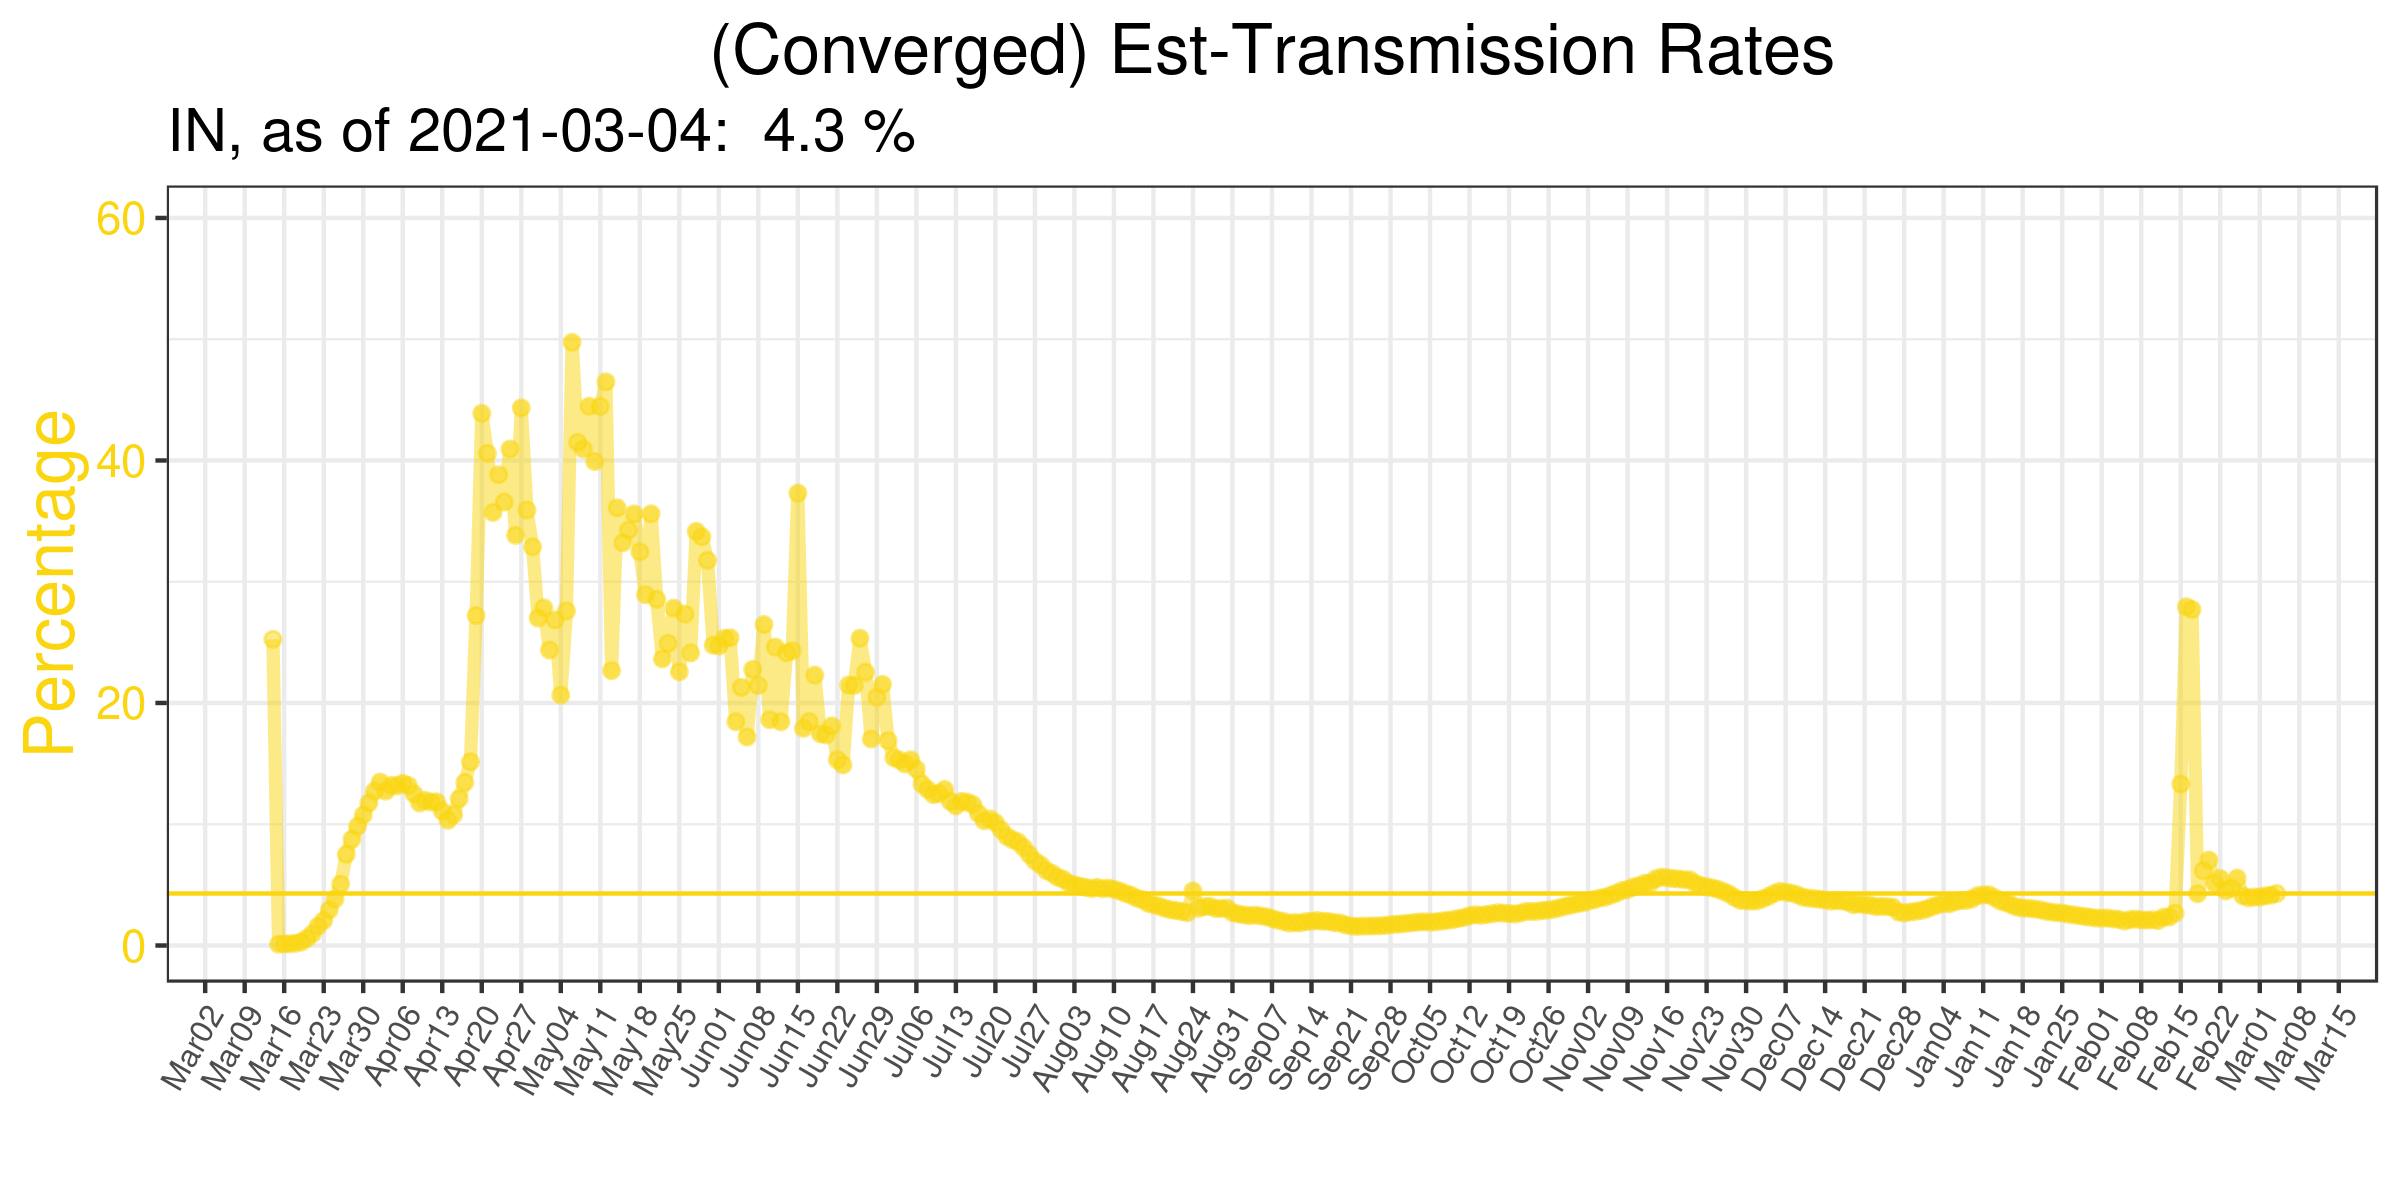 (Converged) Est-Transmission Rates
IN, as of 2021-03-04:  4.3 %
Percentage
60
40
20
0
Mar02
Mar09
Mar16
Mar23
Mar30
Apr06
Apr13
Apr20
Apr27
May04
May11
May18
May25
Jun01
Jun08
Jun15
Jun22
Jun29
Jul06
Jul13
Jul20
Jul27
Aug03
Aug10
Aug17
Aug24
Aug31
Sep07
Sep14
Sep21
Sep28
Oct05
Oct12
Oct19
Oct26
Nov02
Nov09
Nov16
Nov23
Nov30
Dec07
Dec14
Dec21
Dec28
Jan04
Jan11
Jan18
Jan25
Feb01
Feb08
Feb15
Feb22
Mar01
Mar08
Mar15